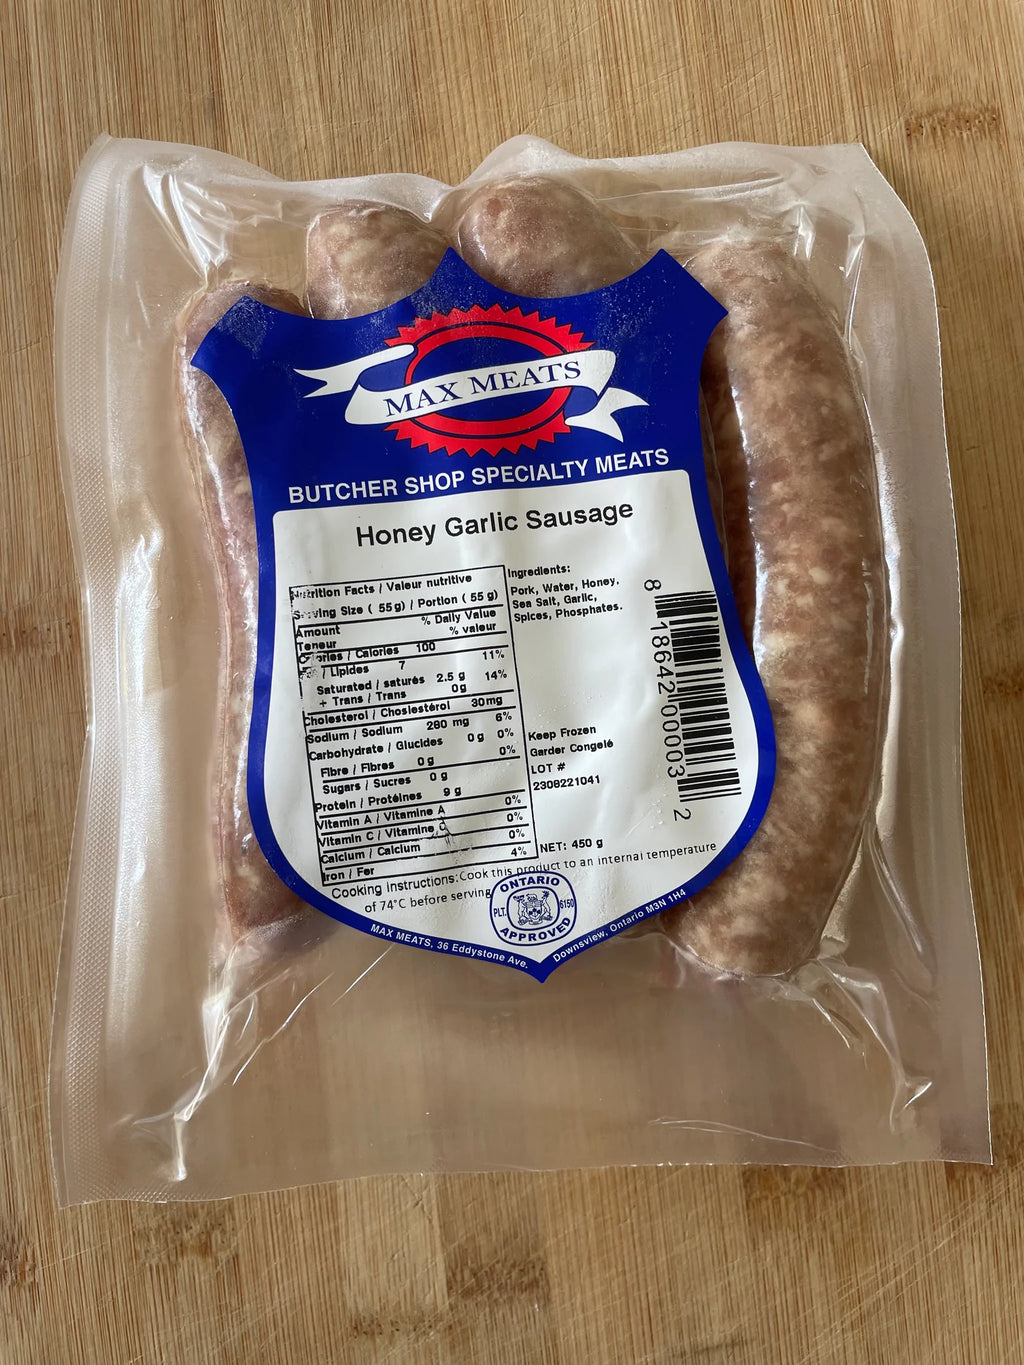 MAX MEATS
BUTCHER SHOP SPECIALTY MEATS
Honey Garlic Sausage
Nutrition Facts / Valeur nutritive
Serving Size ( 55g) / Portion ( 55 g)
Amount % Daily Value
Teneur % valeur
Calories / Calories 100
/ Lipides 7 11%
Saturated / saturés 2.5 g 14%
+ Trans / Trans 0g
Cholesterol / Choslestérol 30mg
Sodium / Sodium 280 mg 6%
Carbohydrate / Glucides 0 g 0%
Fibre / Fibres 0g 0%
Sugars / Sucres 0 g
Protein / Protéines 9 g
Vitamin A / Vitamine A 0%
Vitamin C / Vitamine C 0%
Calcium / Calcium 0%
Iron / Fer 4%
Ingredients:
Pork, Water, Honey,
Sea Salt, Garlic,
Spices, Phosphates.
Keep Frozen
Garder Congelé
LOT #
2308221041
NET: 450 g
8 18642 00003 2
Cooking Instructions:Cook this product to an internal temperature
of 74°C before serving
ONTARIO
PLT. 6150
APPROVED
MAX MEATS, 36 Eddystone Ave. Downsview, Ontario M3N 1H4